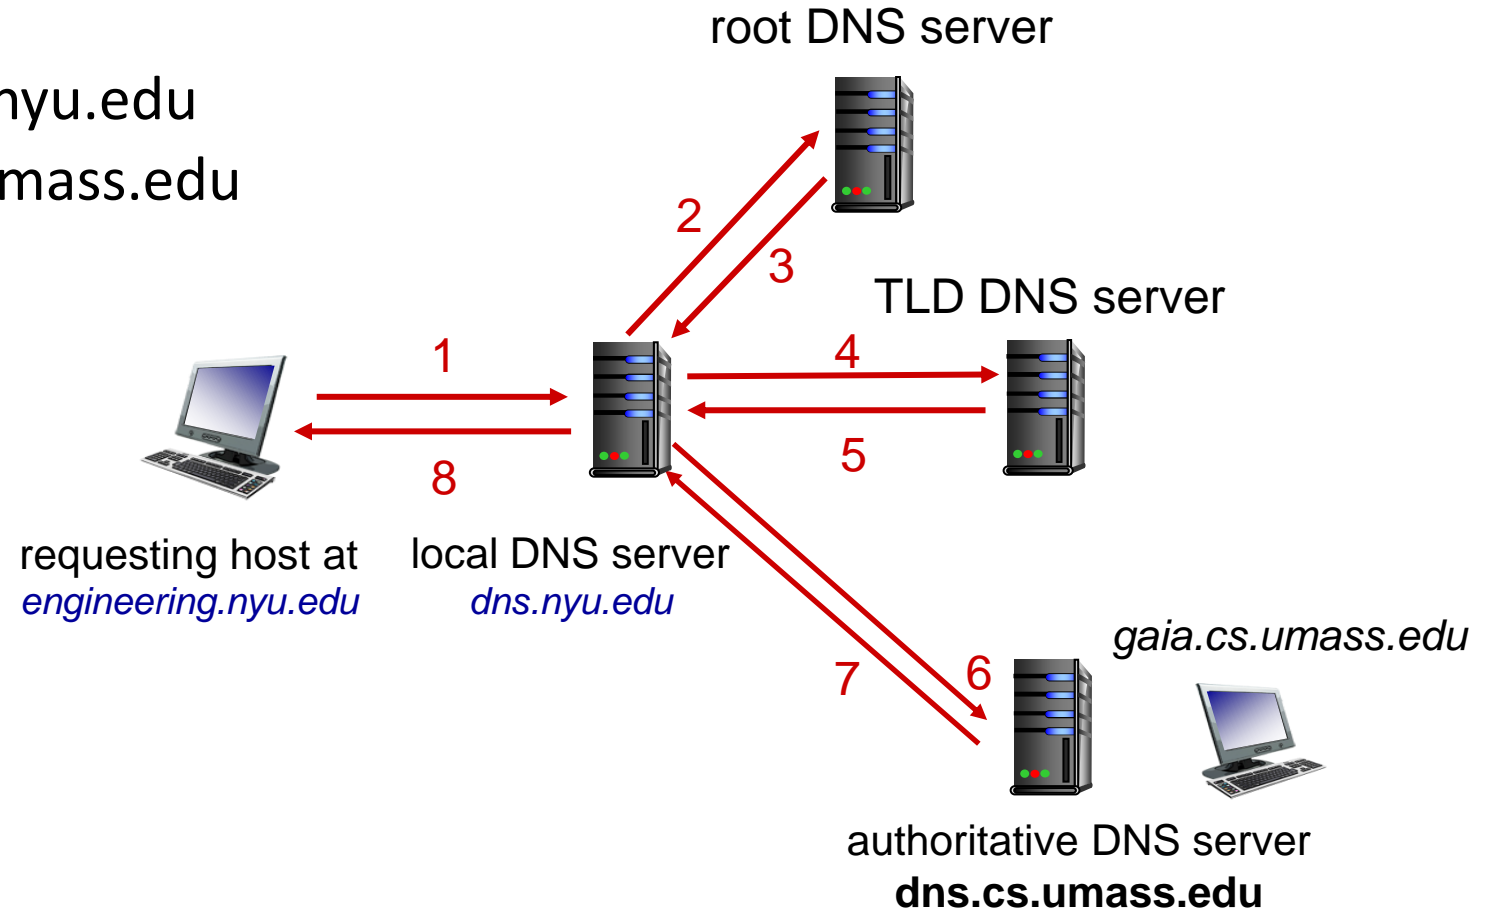 root DNS server
nyu.edu
mass.edu
2
3
TLD DNS server
1
4
8
5
requesting host at
engineering.nyu.edu
local DNS server
dns.nyu.edu
gaia.cs.umass.edu
7
6
authoritative DNS server
dns.cs.umass.edu